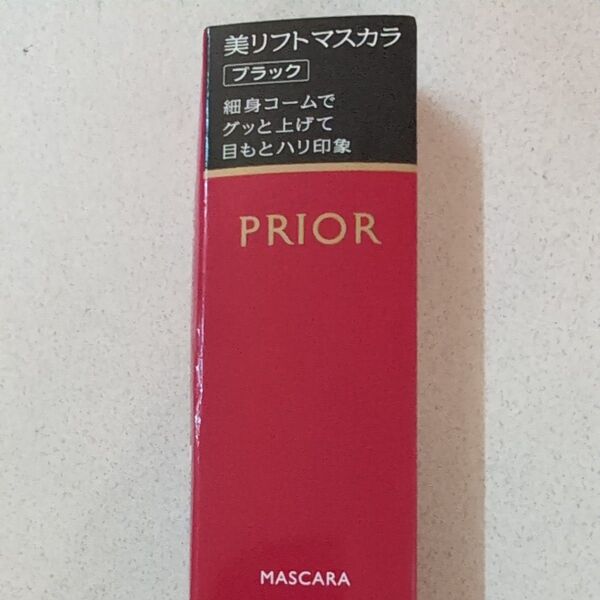 美リフトマスカラ
ブラック
細身コームで
グッと上げて
目もとハリ印象
PRIOR
MASCARA